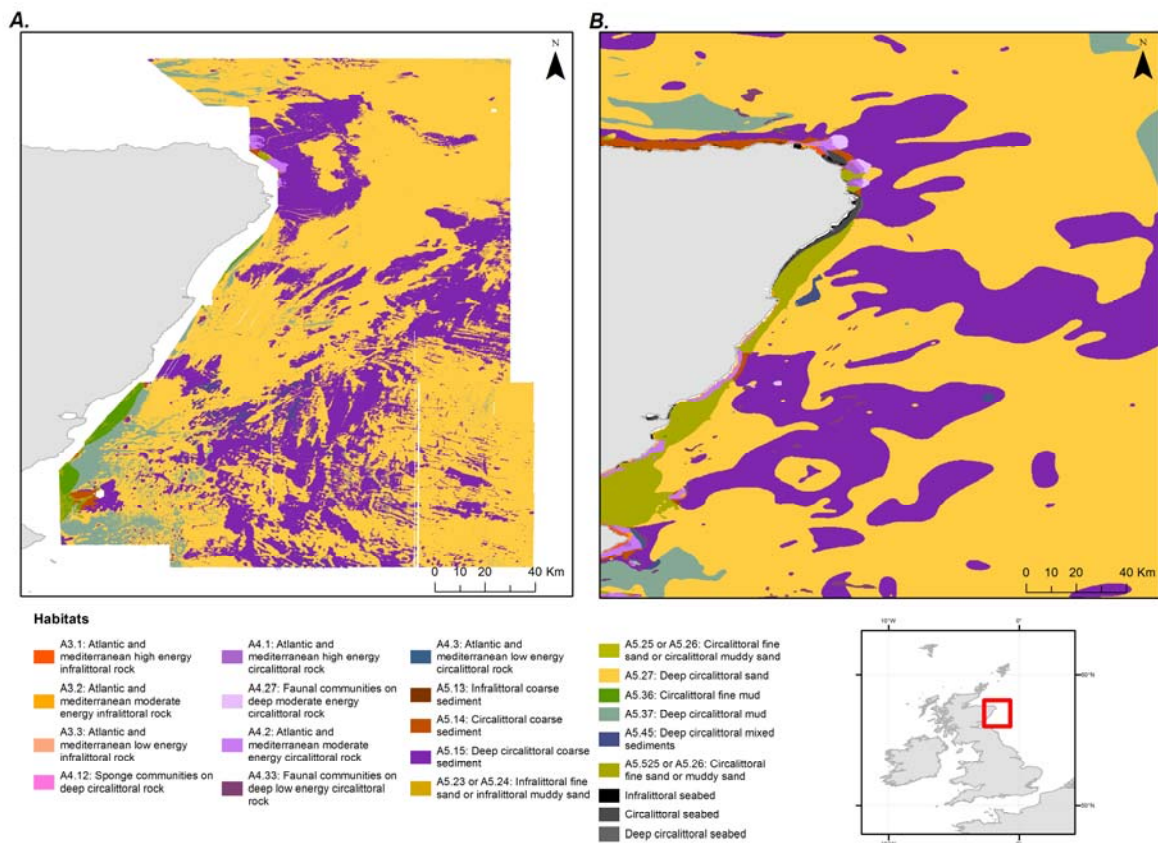 A.
B.
N
N
0 10 20 40 Km
0 10 20 40 Km
Habitats
A3.1: Atlantic and
mediterranean high energy
infralittoral rock
A3.2: Atlantic and
mediterranean moderate
energy infralittoral rock
A3.3: Atlantic and
mediterranean low energy
infralittoral rock
A4.12: Sponge communities on
deep circalittoral rock
A4.1: Atlantic and
mediterranean high energy
circalittoral rock
A4.27: Faunal communities on
deep moderate energy
circalittoral rock
A4.2: Atlantic and
mediterranean moderate
energy circalittoral rock
A4.33: Faunal communities on
deep low energy circalittoral
rock
A4.3: Atlantic and
mediterranean low energy
circalittoral rock
A5.13: Infralittoral coarse
sediment
A5.14: Circalittoral coarse
sediment
A5.15: Deep circalittoral coarse
sediment
A5.23 or A5.24: Infralittoral fine
sand or infralittoral muddy sand
A5.25 or A5.26: Circalittoral fine
sand or circalittoral muddy sand
A5.27: Deep circalittoral sand
A5.36: Circalittoral fine mud
A5.37: Deep circalittoral mud
A5.45: Deep circalittoral mixed
sediments
A5.525 or A5.26: Circalittoral
fine sand or muddy sand
Infralittoral seabed
Circalittoral seabed
Deep circalittoral seabed